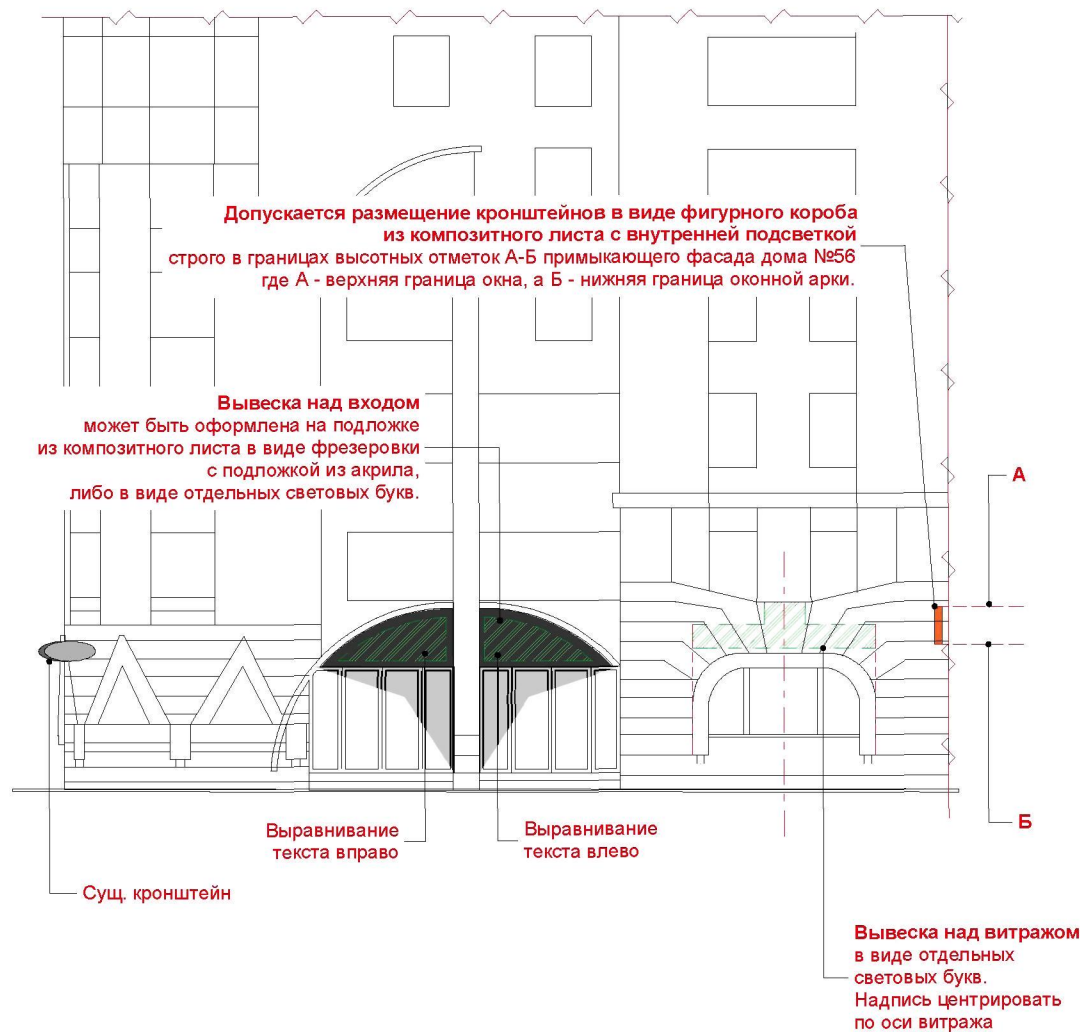 Допускается размещение кронштейнов в виде фигурного короба
из композитного листа с внутренней подсветкой
строго в границах высотных отметок А-Б примыкающего фасада дома №56
где А - верхняя граница окна, а Б - нижняя граница оконной арки.
Вывеска над входом
может быть оформлена на подложке
из композитного листа в виде фрезеровки
с подложкой из акрила,
либо в виде отдельных световых букв.
А
Б
Выравнивание
текста вправо
Выравнивание
текста влево
Сущ. кронштейн
Вывеска над витражом
в виде отдельных
световых букв.
Надпись центрировать
по оси витража